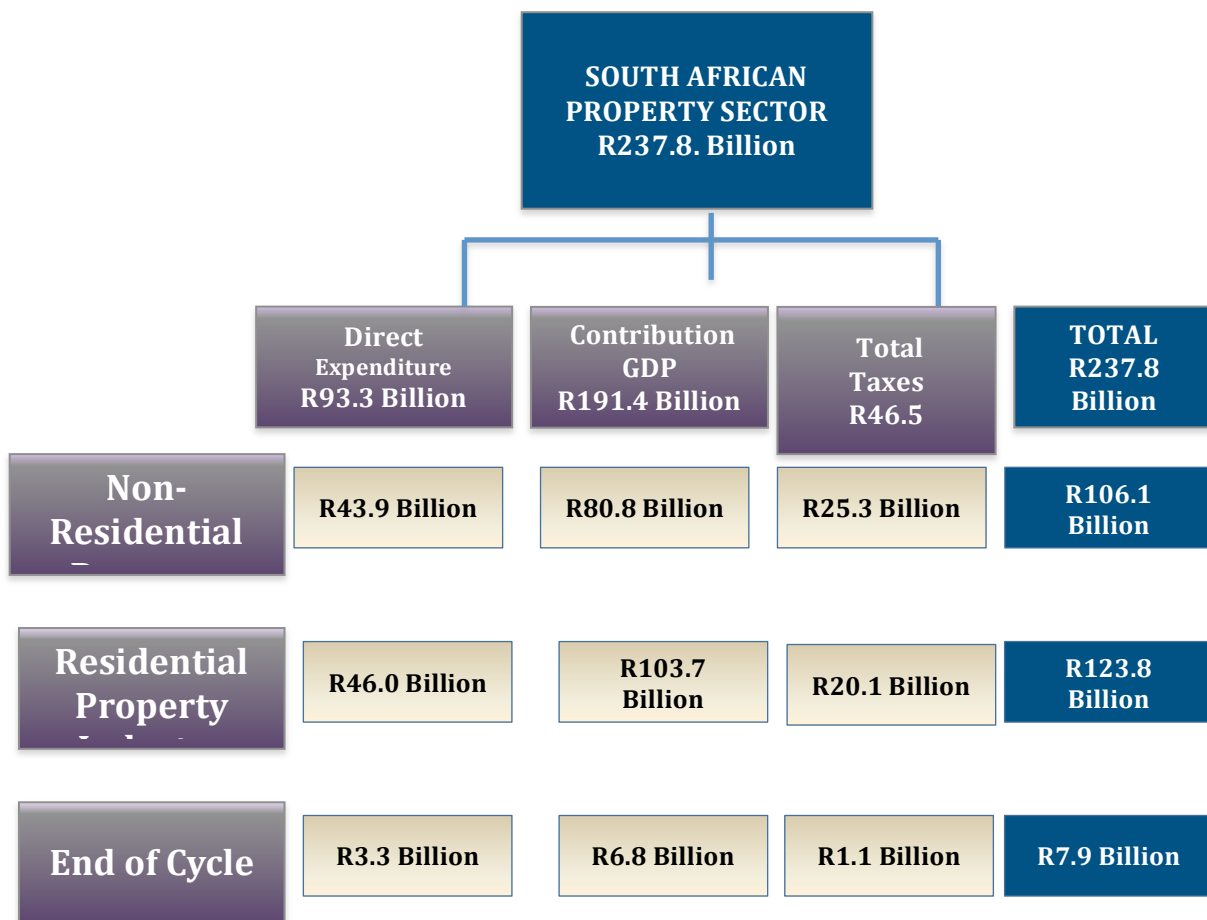 SOUTH AFRICAN
PROPERTY SECTOR
R237.8. Billion
Direct
Expenditure
R93.3 Billion
Contribution
GDP
R191.4 Billion
Total
Taxes
R46.5
TOTAL
R237.8
Billion
Non-
Residential
R43.9 Billion
R80.8 Billion
R25.3 Billion
R106.1
Billion
Residential
Property
R46.0 Billion
R103.7
Billion
R20.1 Billion
R123.8
Billion
End of Cycle
R3.3 Billion
R6.8 Billion
R1.1 Billion
R7.9 Billion